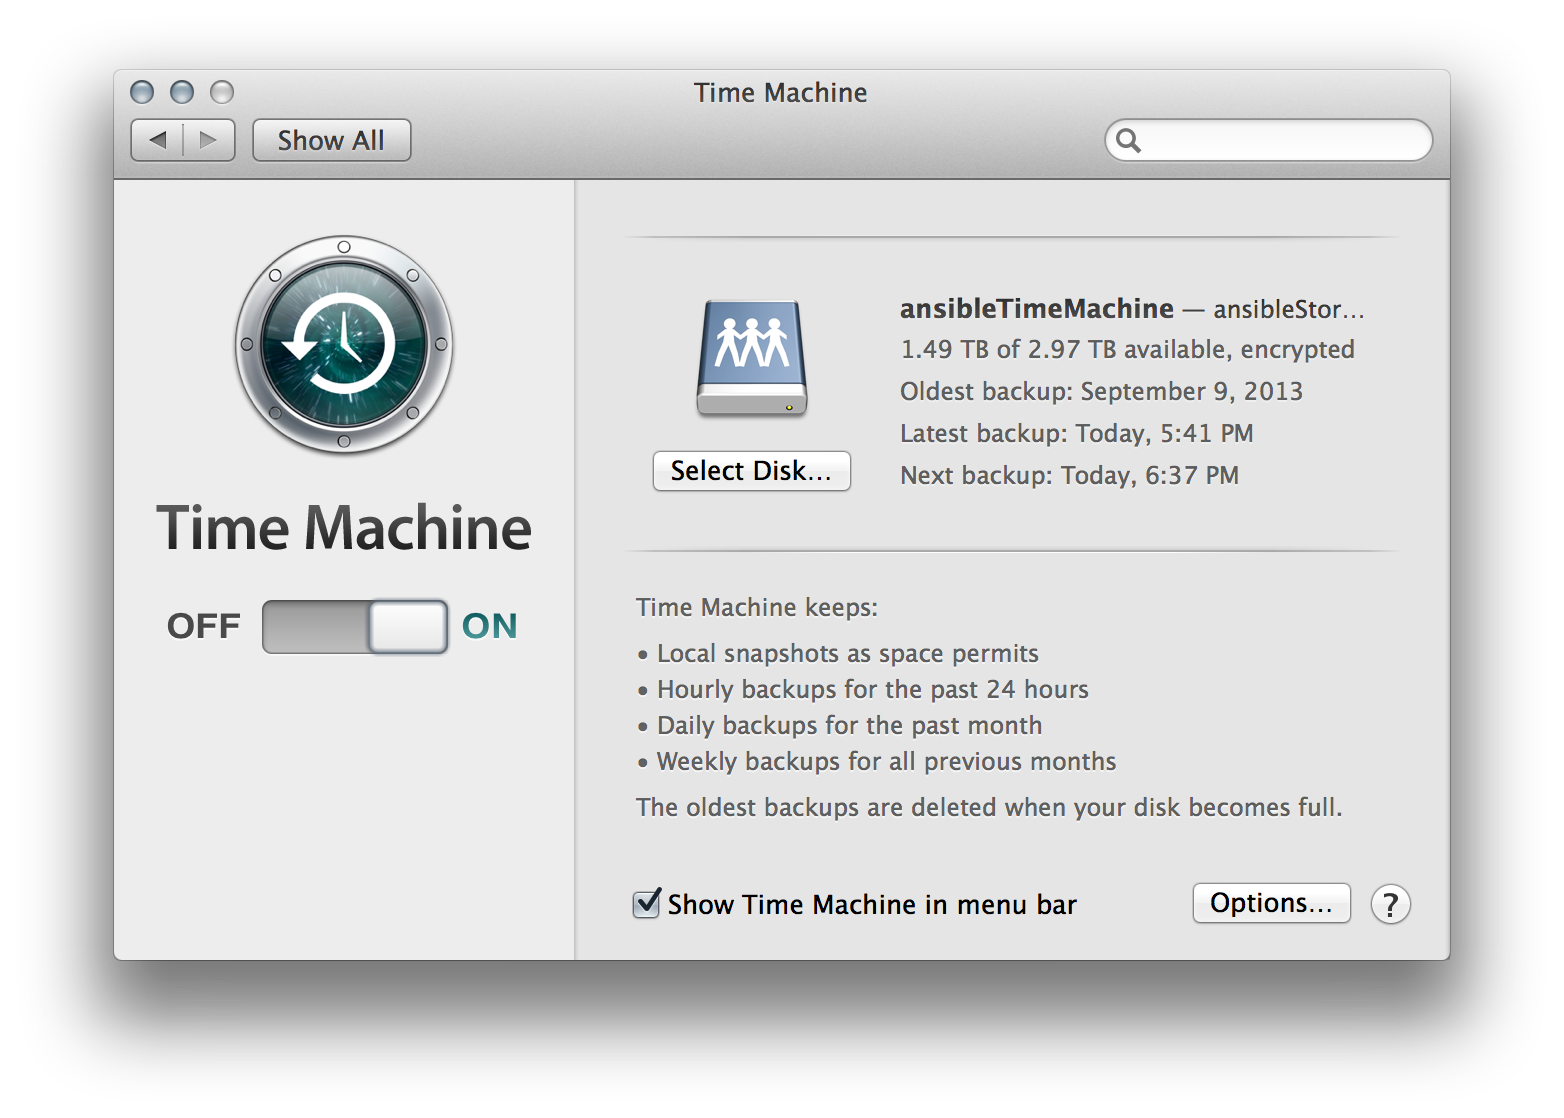 Time Machine
Show All
ansibleTimeMachine — ansibleStor…
1.49 TB of 2.97 TB available, encrypted
Oldest backup: September 9, 2013
Latest backup: Today, 5:41 PM
Next backup: Today, 6:37 PM
Select Disk…
Time Machine
OFF ON
Time Machine keeps:
• Local snapshots as space permits
• Hourly backups for the past 24 hours
• Daily backups for the past month
• Weekly backups for all previous months
The oldest backups are deleted when your disk becomes full.
Show Time Machine in menu bar
Options…
?